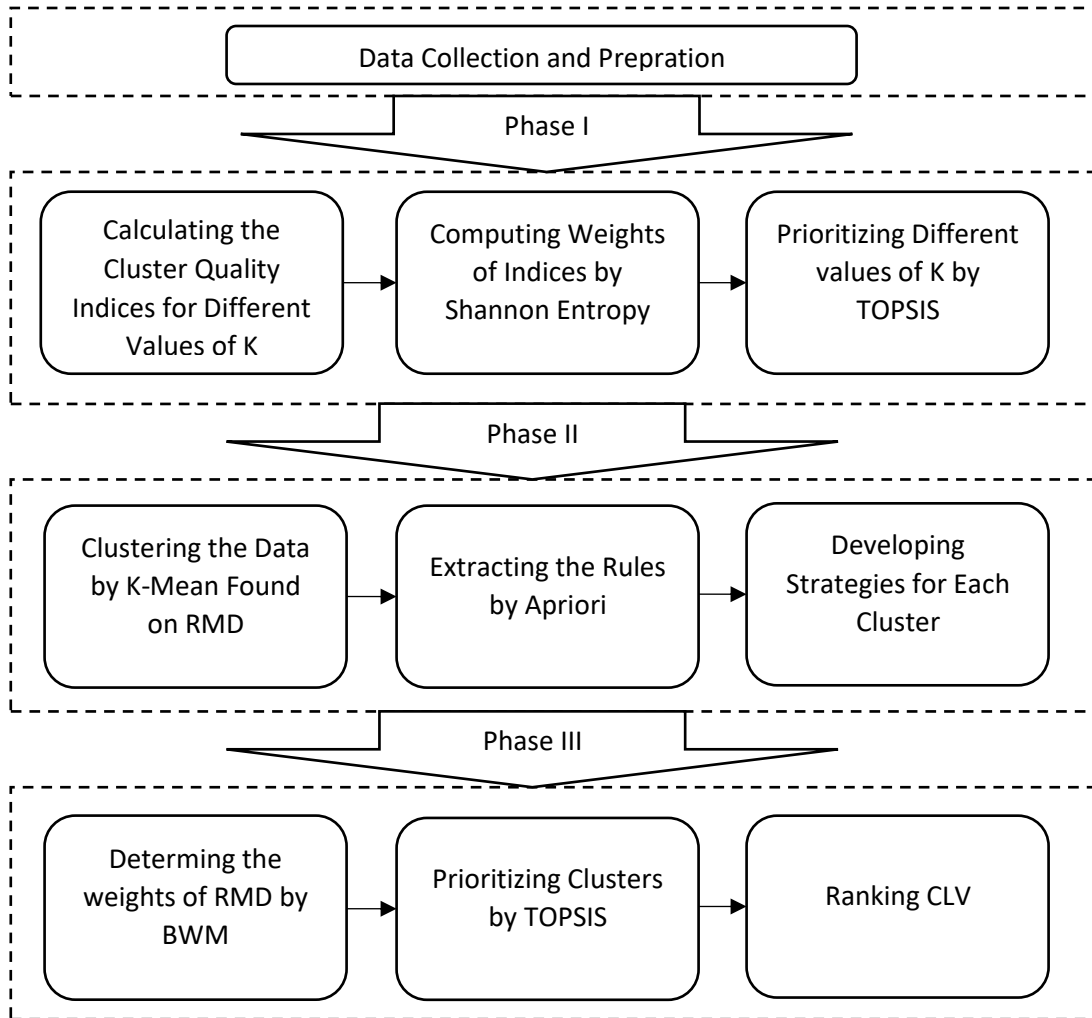 Data Collection and Prepration
Phase I
Calculating the
Cluster Quality
Indices for Different
Values of K
Computing Weights
of Indices by
Shannon Entropy
Prioritizing Different
values of K by
TOPSIS
Phase II
Clustering the Data
by K-Mean Found
on RMD
Extracting the Rules
by Apriori
Developing
Strategies for Each
Cluster
Phase III
Determing the
weights of RMD by
BWM
Prioritizing Clusters
by TOPSIS
Ranking CLV